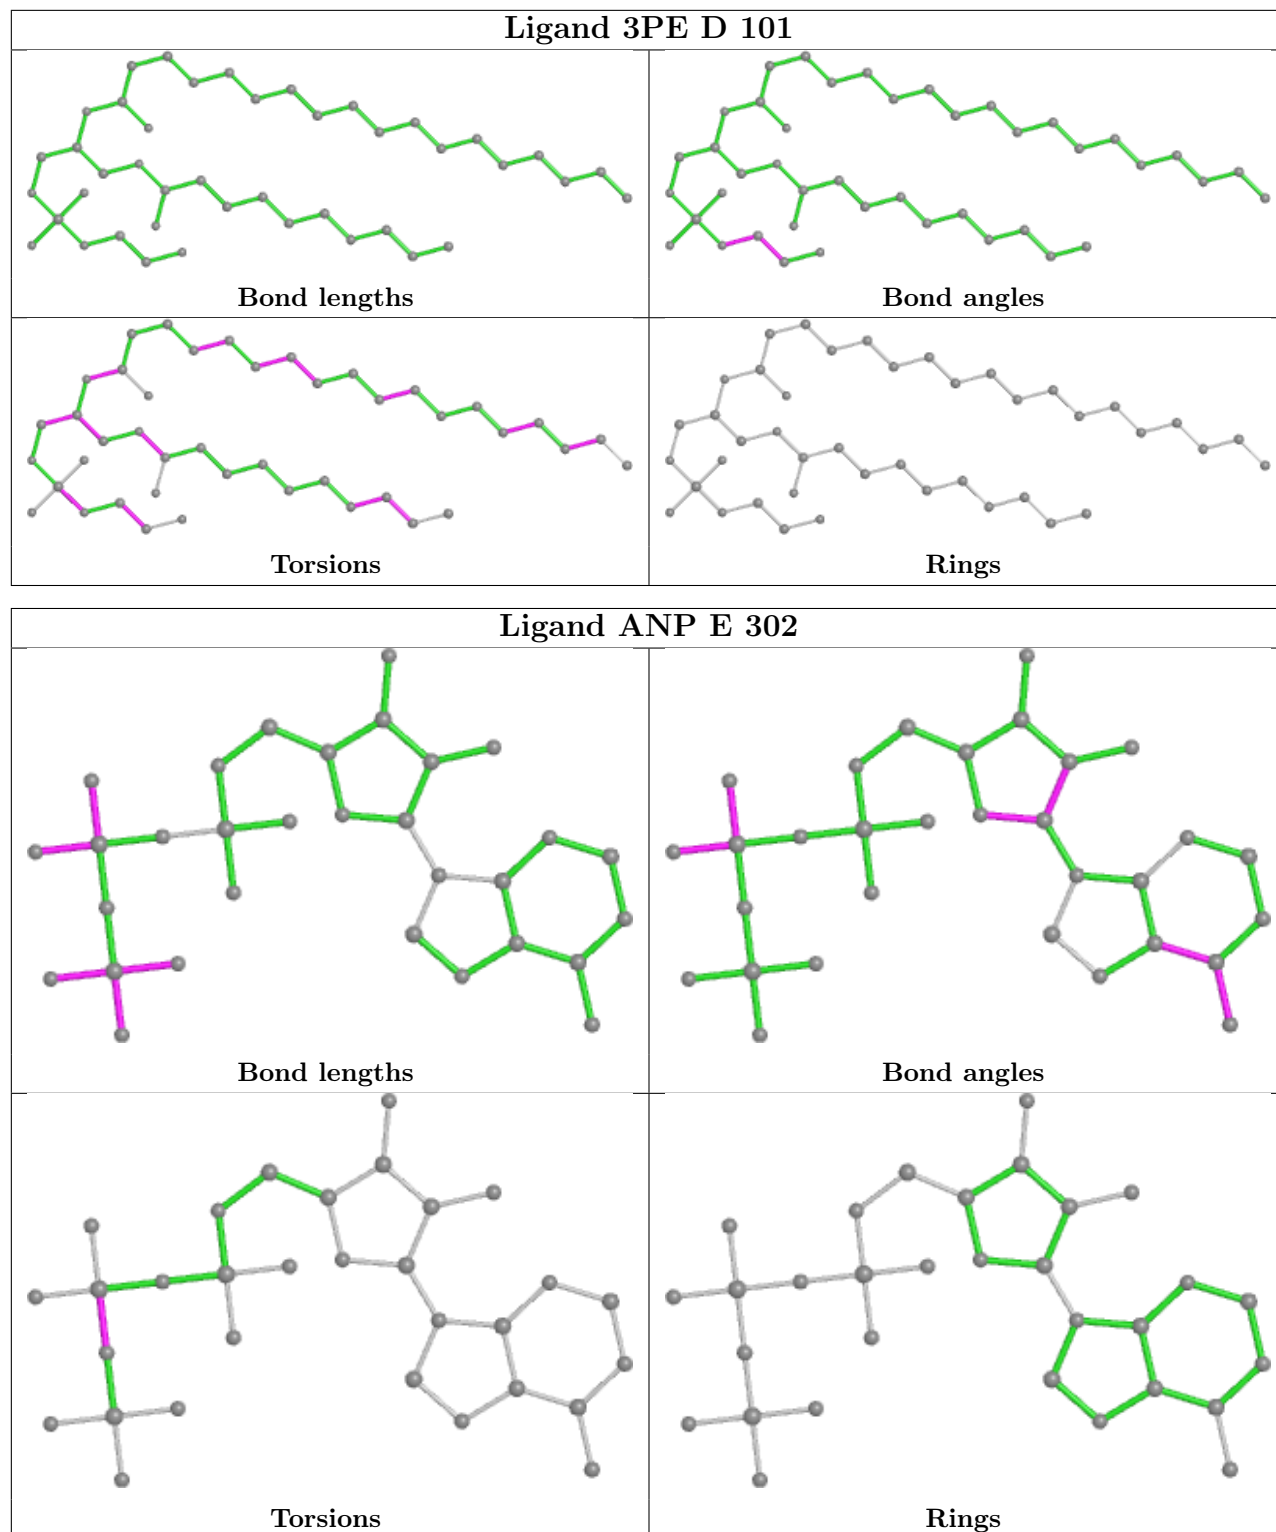 Ligand 3PE D 101
Bond lengths
Bond angles
Torsions
Rings
Ligand ANP E 302
Bond lengths
Bond angles
Torsions
Rings